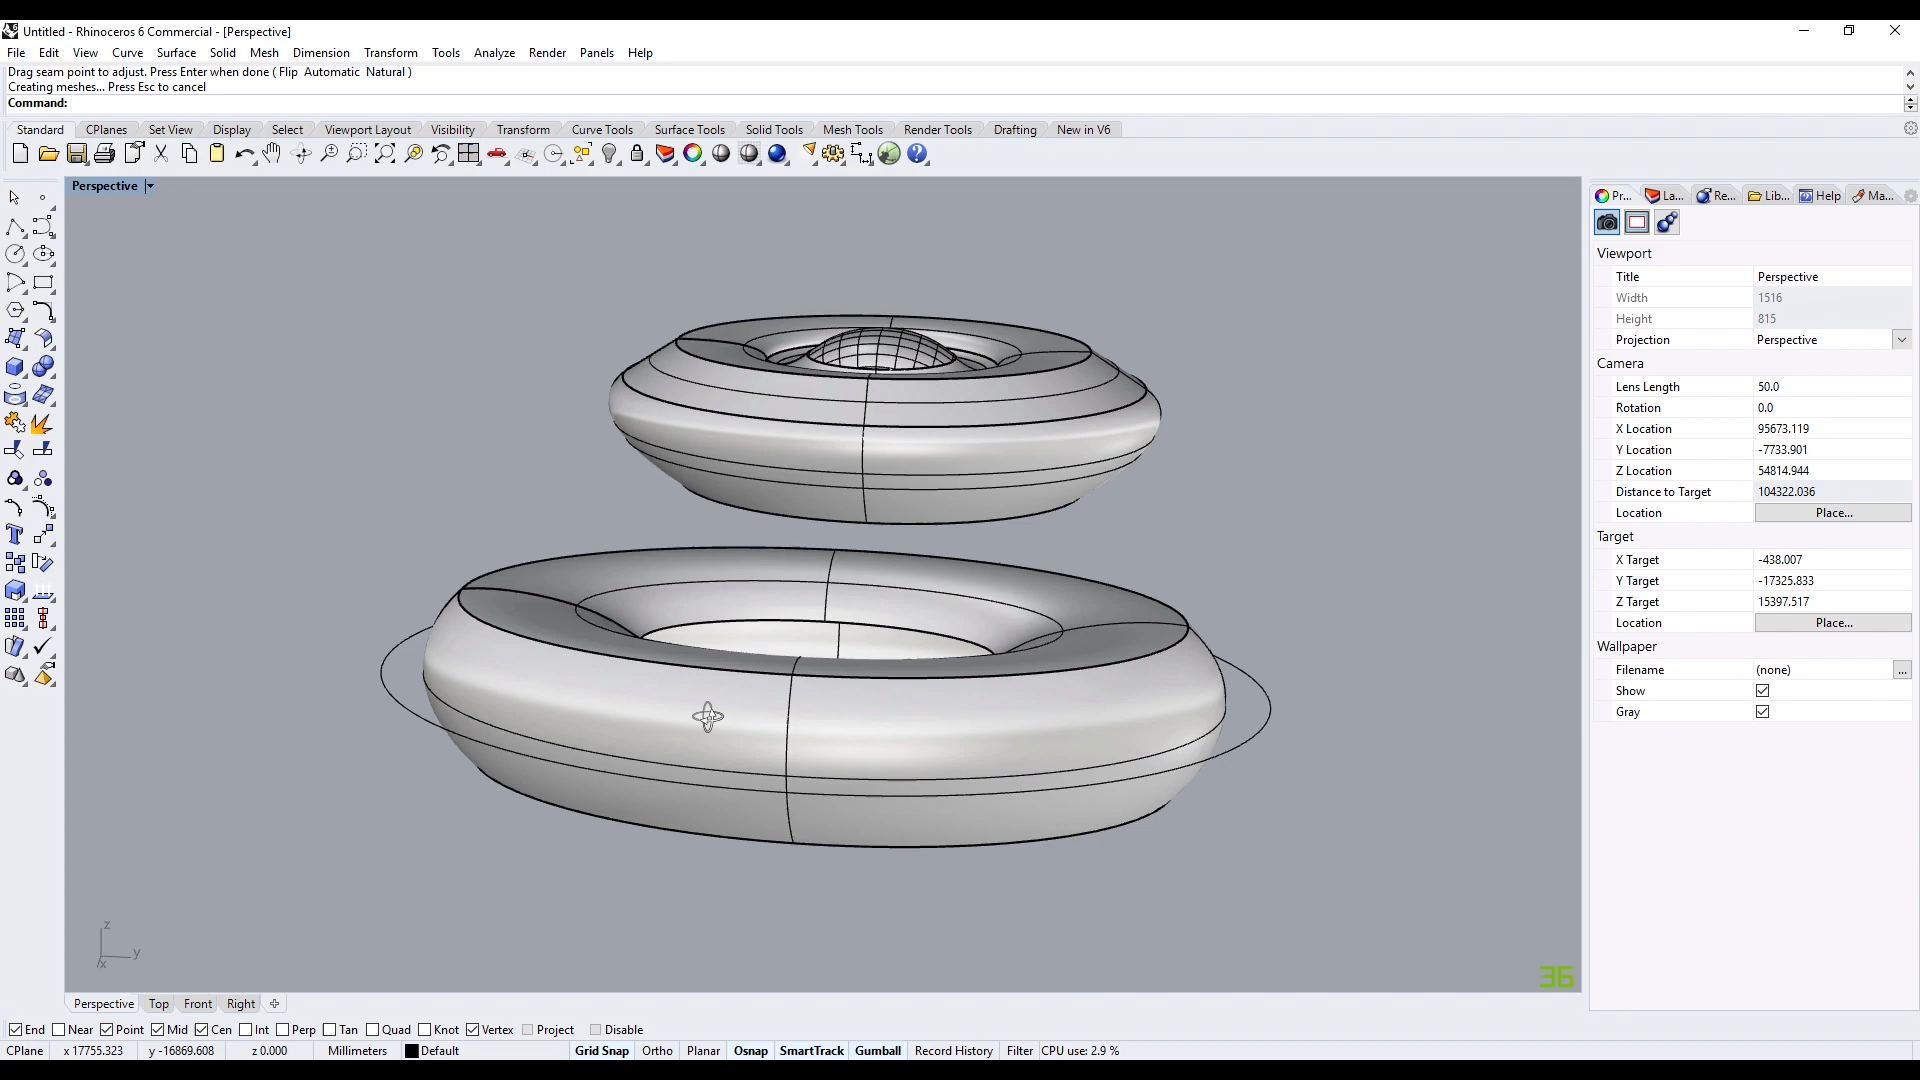 Untitled - Rhinoceros 6 Commercial - [Perspective]
File Edit View Curve Surface Solid Mesh Dimension Transform Tools Analyze Render Panels Help
Drag seam point to adjust. Press Enter when done ( Flip Automatic Natural )
Creating meshes... Press Esc to cancel
Command:
Standard CPlanes Set View Display Select Viewport Layout Visibility Transform Curve Tools Surface Tools Solid Tools Mesh Tools Render Tools Drafting New in V6
Perspective
Pr... La... Re... Lib... Help Ma...
Viewport
Title Perspective
Width 1516
Height 815
Projection Perspective
Camera
Lens Length 50.0
Rotation 0.0
X Location 95673.119
Y Location -7733.901
Z Location 54814.944
Distance to Target 104322.036
Location Place...
Target
X Target -438.007
Y Target -17325.833
Z Target 15397.517
Location Place...
Wallpaper
Filename (none) ...
Show
Gray
z
y
x
36
Perspective Top Front Right
End Near Point Mid Cen Int Perp Tan Quad Knot Vertex Project Disable
CPlane x 17755.323 y -16869.608 z 0.000 Millimeters Default Grid Snap Ortho Planar Osnap SmartTrack Gumball Record History Filter CPU use: 2.9 %